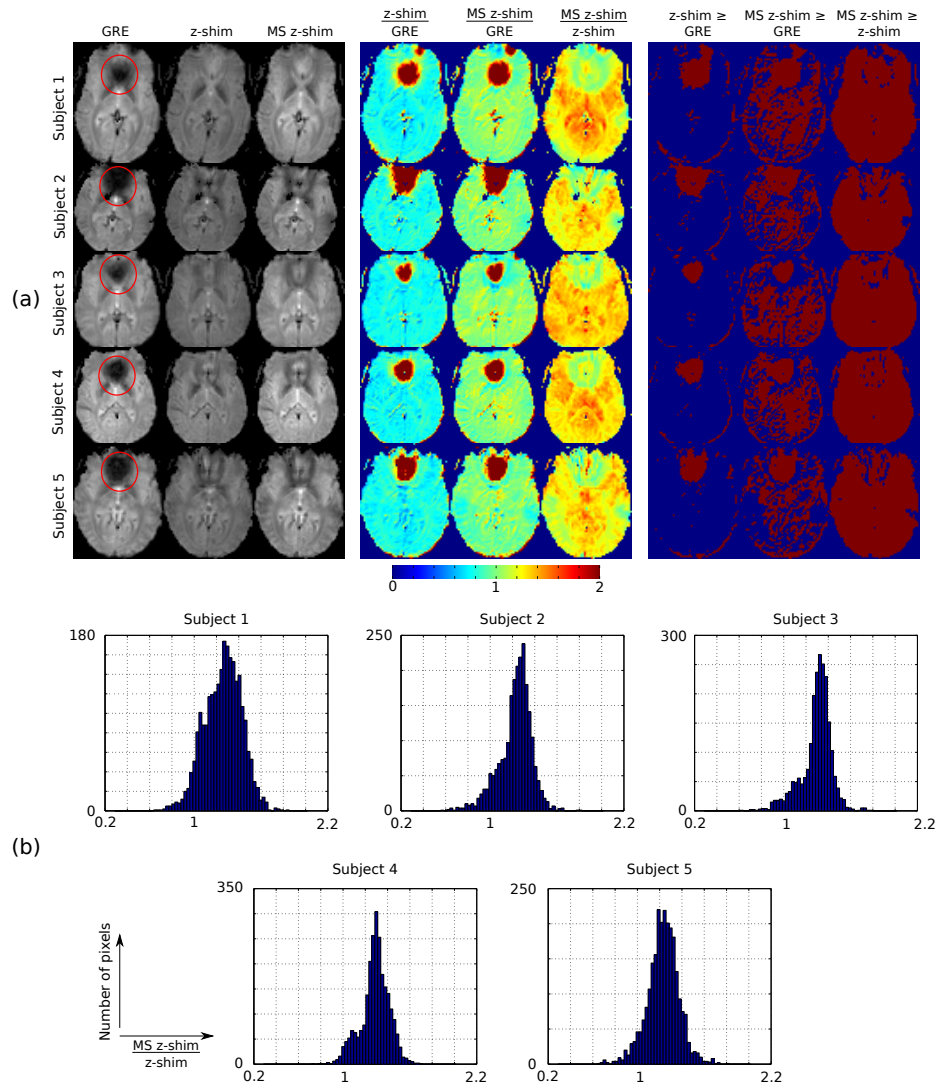 z-shim MS z-shim MS z-shim z-shim ≥ MS z-shim ≥ MS z-shim ≥
GRE z-shim MS z-shim GRE GRE z-shim GRE GRE z-shim
Subject 1
Subject 2
Subject 3
(a)
Subject 4
Subject 5
0 1 2
Subject 1 Subject 2 Subject 3
180 250 300
0 0 0
0.2 1 2.2 0.2 1 2.2 0.2 1 2.2
(b)
Subject 4 Subject 5
350 250
Number of pixels
MS z-shim
z-shim
0 0
0.2 1 2.2 0.2 1 2.2